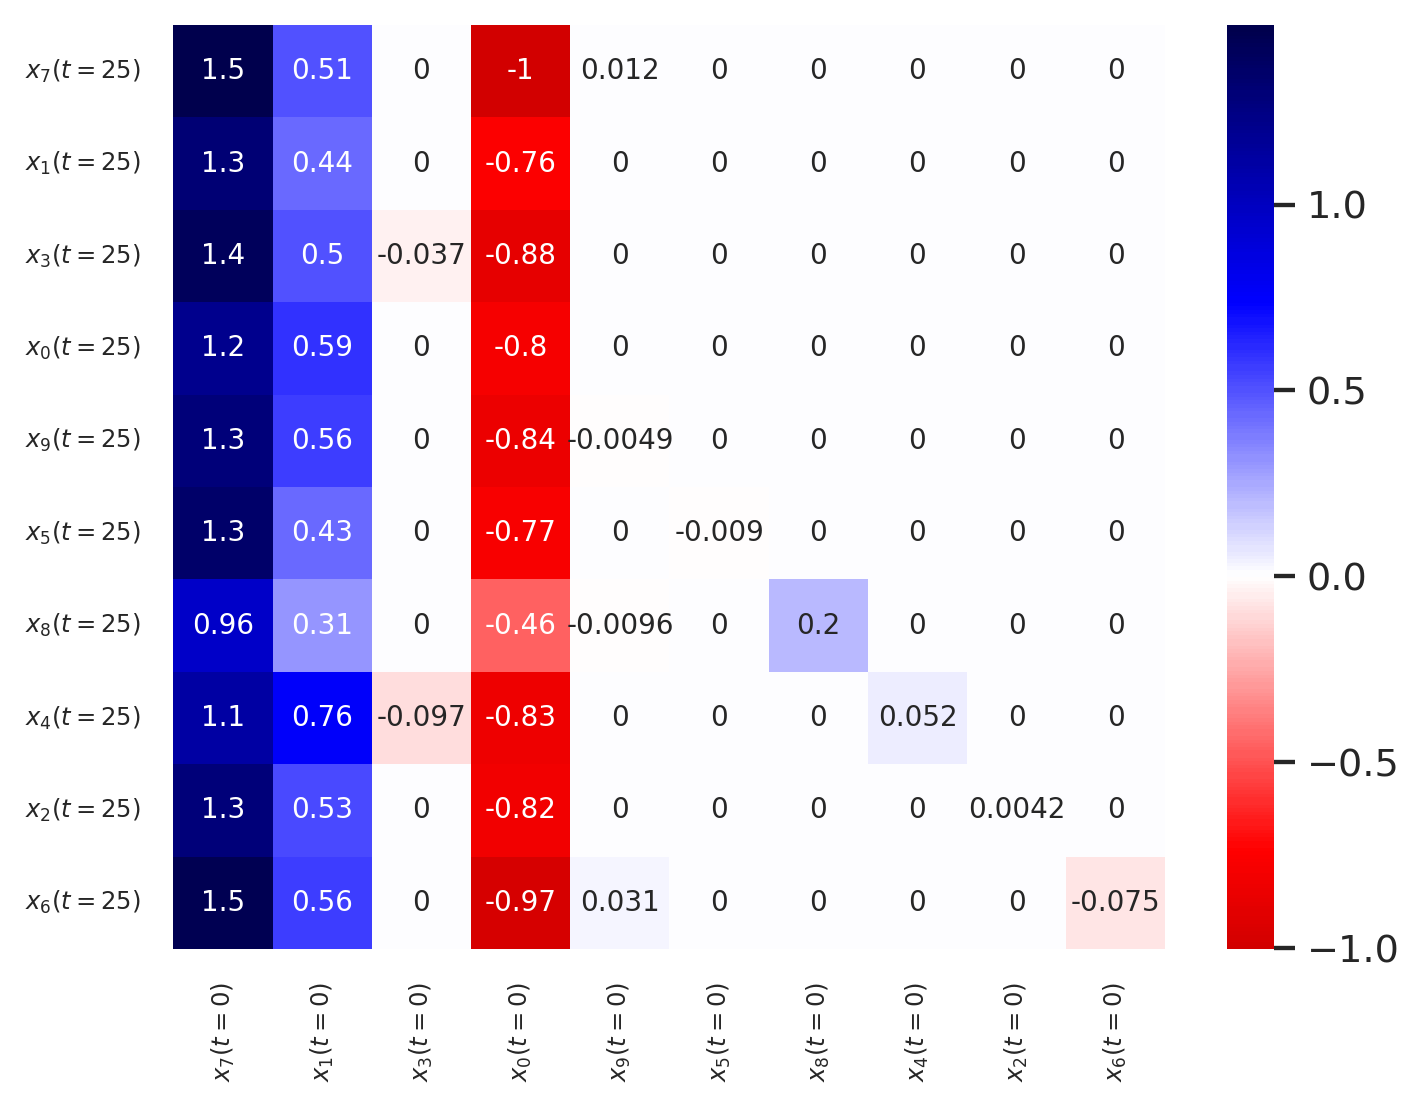 x₇(t = 25) 1.5 0.51 0 -1 0.012 0 0 0 0 0
x₁(t = 25) 1.3 0.44 0 -0.76 0 0 0 0 0 0
x₃(t = 25) 1.4 0.5 -0.037 -0.88 0 0 0 0 0 0
x₀(t = 25) 1.2 0.59 0 -0.8 0 0 0 0 0 0
x₉(t = 25) 1.3 0.56 0 -0.84 -0.0049 0 0 0 0 0
x₅(t = 25) 1.3 0.43 0 -0.77 0 -0.009 0 0 0 0
x₈(t = 25) 0.96 0.31 0 -0.46 -0.0096 0 0.2 0 0 0
x₄(t = 25) 1.1 0.76 -0.097 -0.83 0 0 0 0.052 0 0
x₂(t = 25) 1.3 0.53 0 -0.82 0 0 0 0 0.0042 0
x₆(t = 25) 1.5 0.56 0 -0.97 0.031 0 0 0 0 -0.075
x₇(t = 0) x₁(t = 0) x₃(t = 0) x₀(t = 0) x₉(t = 0) x₅(t = 0) x₈(t = 0) x₄(t = 0) x₂(t = 0) x₆(t = 0)
1.0
0.5
0.0
−0.5
−1.0